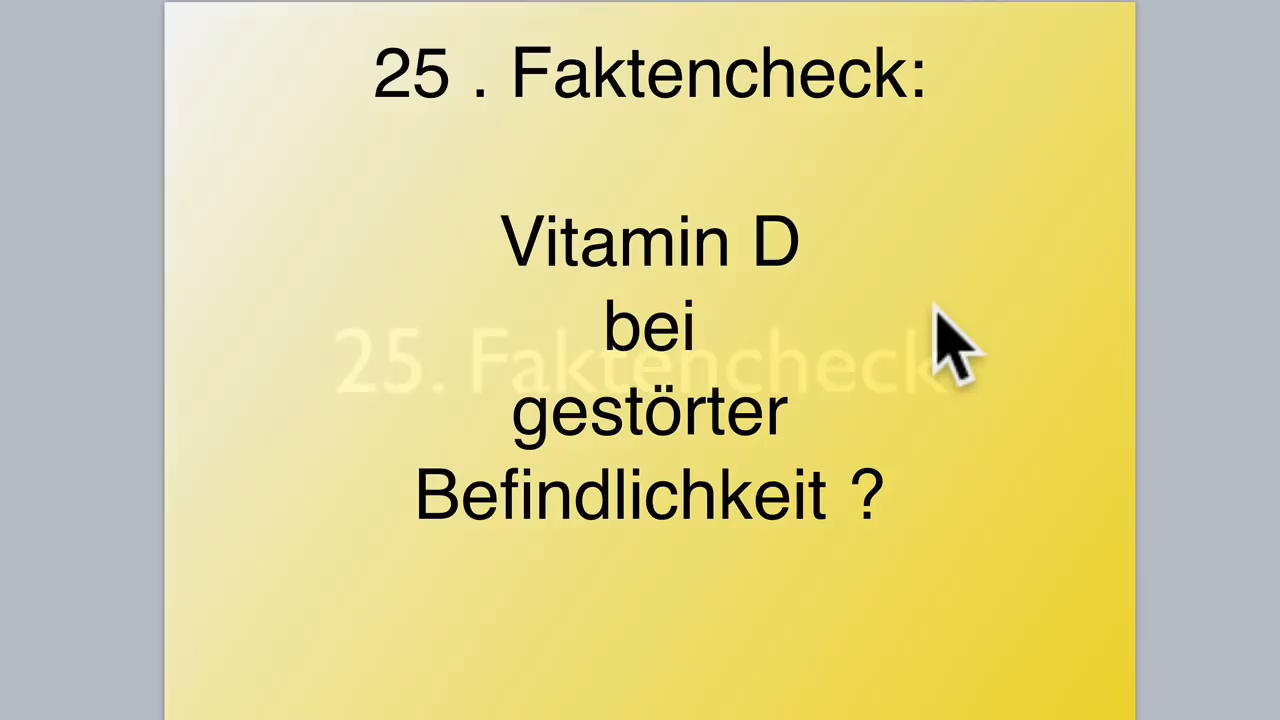 25 . Faktencheck:
Vitamin D
bei
25. Faktencheck
gestörter
Befindlichkeit ?